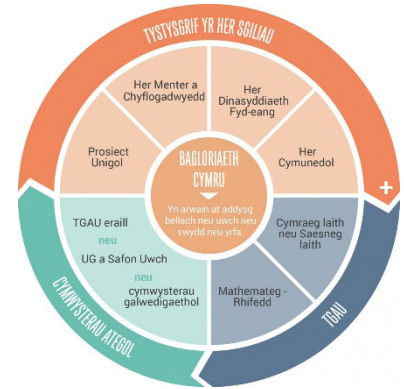 TYSTYSGRIF YR HER SGILIAU
Her Menter a
Chyflogadwyedd
Her
Dinasyddiaeth
Fyd-eang
Prosiect
Unigol
Her
Cymunedol
BAGLORIAETH
CYMRU
Yn arwain at addysg
bellach neu uwch neu
swydd neu yrfa
+
TGAU eraill
neu
UG a Safon Uwch
neu
cymwysterau
galwedigaethol
Cymraeg Iaith
neu Saesneg
Iaith
Mathemateg -
Rhifedd
CYMWYSTERAU ATEGOL
TGAU